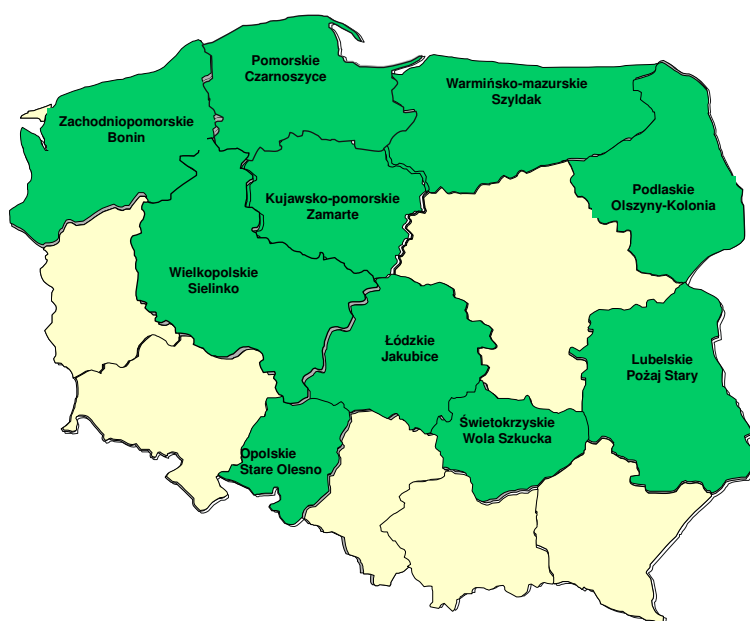 Pomorskie
Czarnoszyce
Warmińsko-mazurskie
Szyldak
Zachodniopomorskie
Bonin
Kujawsko-pomorskie
Zamarte
Podlaskie
Olszyny-Kolonia
Wielkopolskie
Sielinko
Łódzkie
Jakubice
Lubelskie
Pożaj Stary
Świetokrzyskie
Wola Szkucka
Opolskie
Stare Olesno